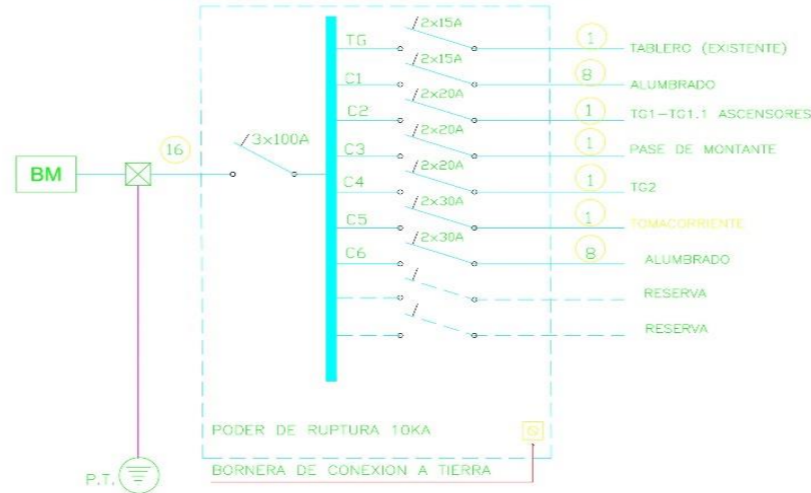 TG 2x15A 1 TABLERO (EXISTENTE)
C1 2x15A 8 ALUMBRADO
C2 2x20A 1 TG1-TG1.1 ASCENSORES
C3 2x20A 1 PASE DE MONTANTE
C4 2x20A 1 TG2
C5 2x30A 1 TOMACORRIENTE
C6 2x30A 8 ALUMBRADO
RESERVA
RESERVA
BM 16 3x100A
PODER DE RUPTURA 10KA
BORNERA DE CONEXION A TIERRA
P.T.